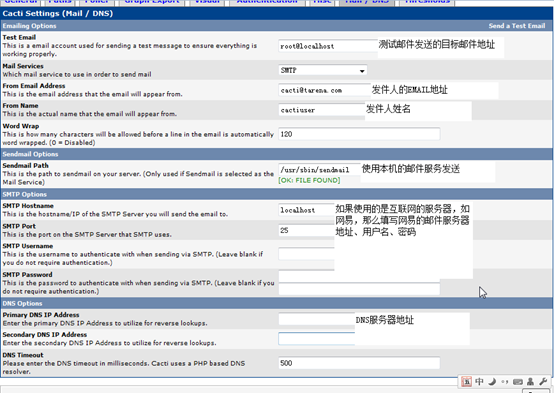 General Paths Poller Graph Export Visual Authentication Misc Mail / DNS Thresholds
Cacti Settings (Mail / DNS)
Emailing Options Send a Test Email
Test Email
This is a email account used for sending a test message to ensure everything is
working properly.
root@localhost 测试邮件发送的目标邮件地址
Mail Services
Which mail service to use in order to send mail
SMTP
From Email Address
This is the email address that the email will appear from.
cacti@tarena.com 发件人的EMAIL地址
From Name
This is the actual name that the email will appear from.
cactiuser 发件人姓名
Word Wrap
This is how many characters will be allowed before a line in the email is automatically
word wrapped. (0 = Disabled)
120
Sendmail Options
Sendmail Path
This is the path to sendmail on your server. (Only used if Sendmail is selected as the
Mail Service)
/usr/sbin/sendmail 使用本机的邮件服务发送
[OK: FILE FOUND]
SMTP Options
SMTP Hostname
This is the hostname/IP of the SMTP Server you will send the email to.
localhost
SMTP Port
This is the port on the SMTP Server that SMTP uses.
25
如果使用的是互联网的服务器，如
网易，那么填写网易的邮件服务器
地址、用户名、密码
SMTP Username
This is the username to authenticate with when sending via SMTP. (Leave blank if
you do not require authentication.)
SMTP Password
This is the password to authenticate with when sending via SMTP. (Leave blank if you
do not require authentication.)
DNS Options
Primary DNS IP Address
Enter the primary DNS IP Address to utilize for reverse lookups.
DNS服务器地址
Secondary DNS IP Address
Enter the secondary DNS IP Address to utilize for reverse lookups.
DNS Timeout
Please enter the DNS timeout in milliseconds. Cacti uses a PHP based DNS
resolver.
500
五 中